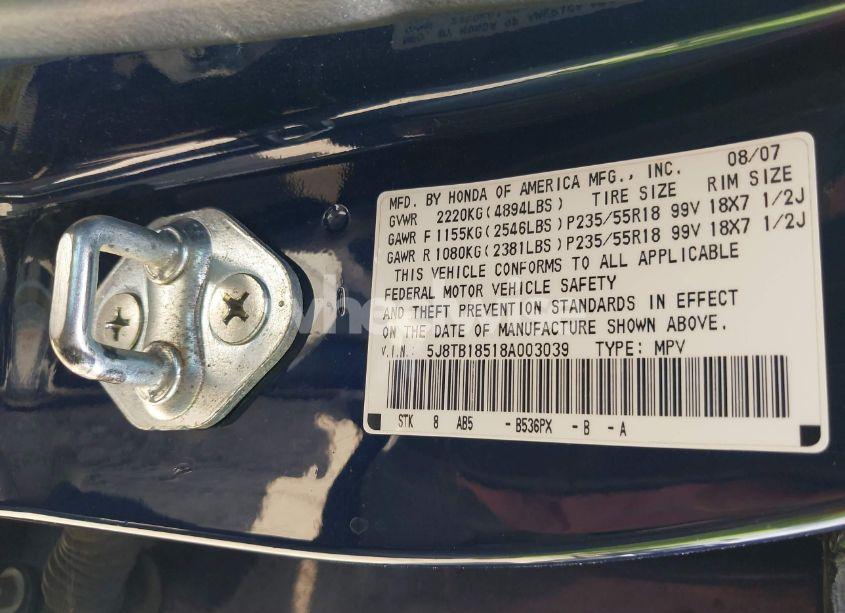 MFD. BY HONDA OF AMERICA MFG., INC. 08/07
GVWR 2220KG(4894LBS) TIRE SIZE RIM SIZE
GAWR F1155KG(2546LBS)P235/55R18 99V 18X7 1/2J
GAWR R1080KG(2381LBS)P235/55R18 99V 18X7 1/2J
THIS VEHICLE CONFORMS TO ALL APPLICABLE
FEDERAL MOTOR VEHICLE SAFETY
AND THEFT PREVENTION STANDARDS IN EFFECT
ON THE DATE OF MANUFACTURE SHOWN ABOVE.
V.I.N.: 5J8TB18518A003039 TYPE: MPV
STK 8 AB5 -B536PX -B -A